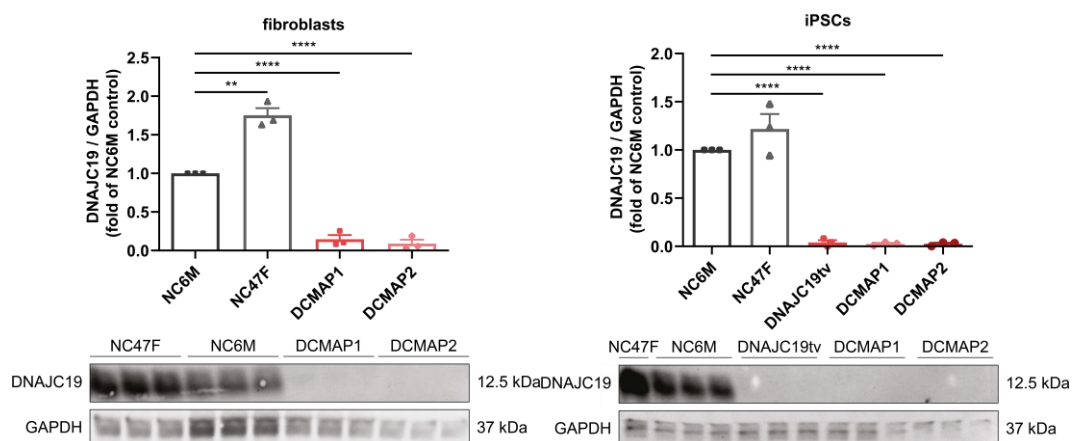 fibroblasts
DNAJC19 / GAPDH
(fold of NC6M control)
2.5
2.0
1.5
1.0
0.5
0.0
****
****
**
NC6M
NC47F
DCMAP1
DCMAP2
NC47F NC6M DCMAP1 DCMAP2
DNAJC19 12.5 kDa
GAPDH 37 kDa
iPSCs
DNAJC19 / GAPDH
(fold of NC6M control)
2.0
1.5
1.0
0.5
0.0
****
****
****
NC6M
NC47F
DNAJC19tv
DCMAP1
DCMAP2
NC47F NC6M DNAJC19tv DCMAP1 DCMAP2
DNAJC19 12.5 kDa
GAPDH 37 kDa